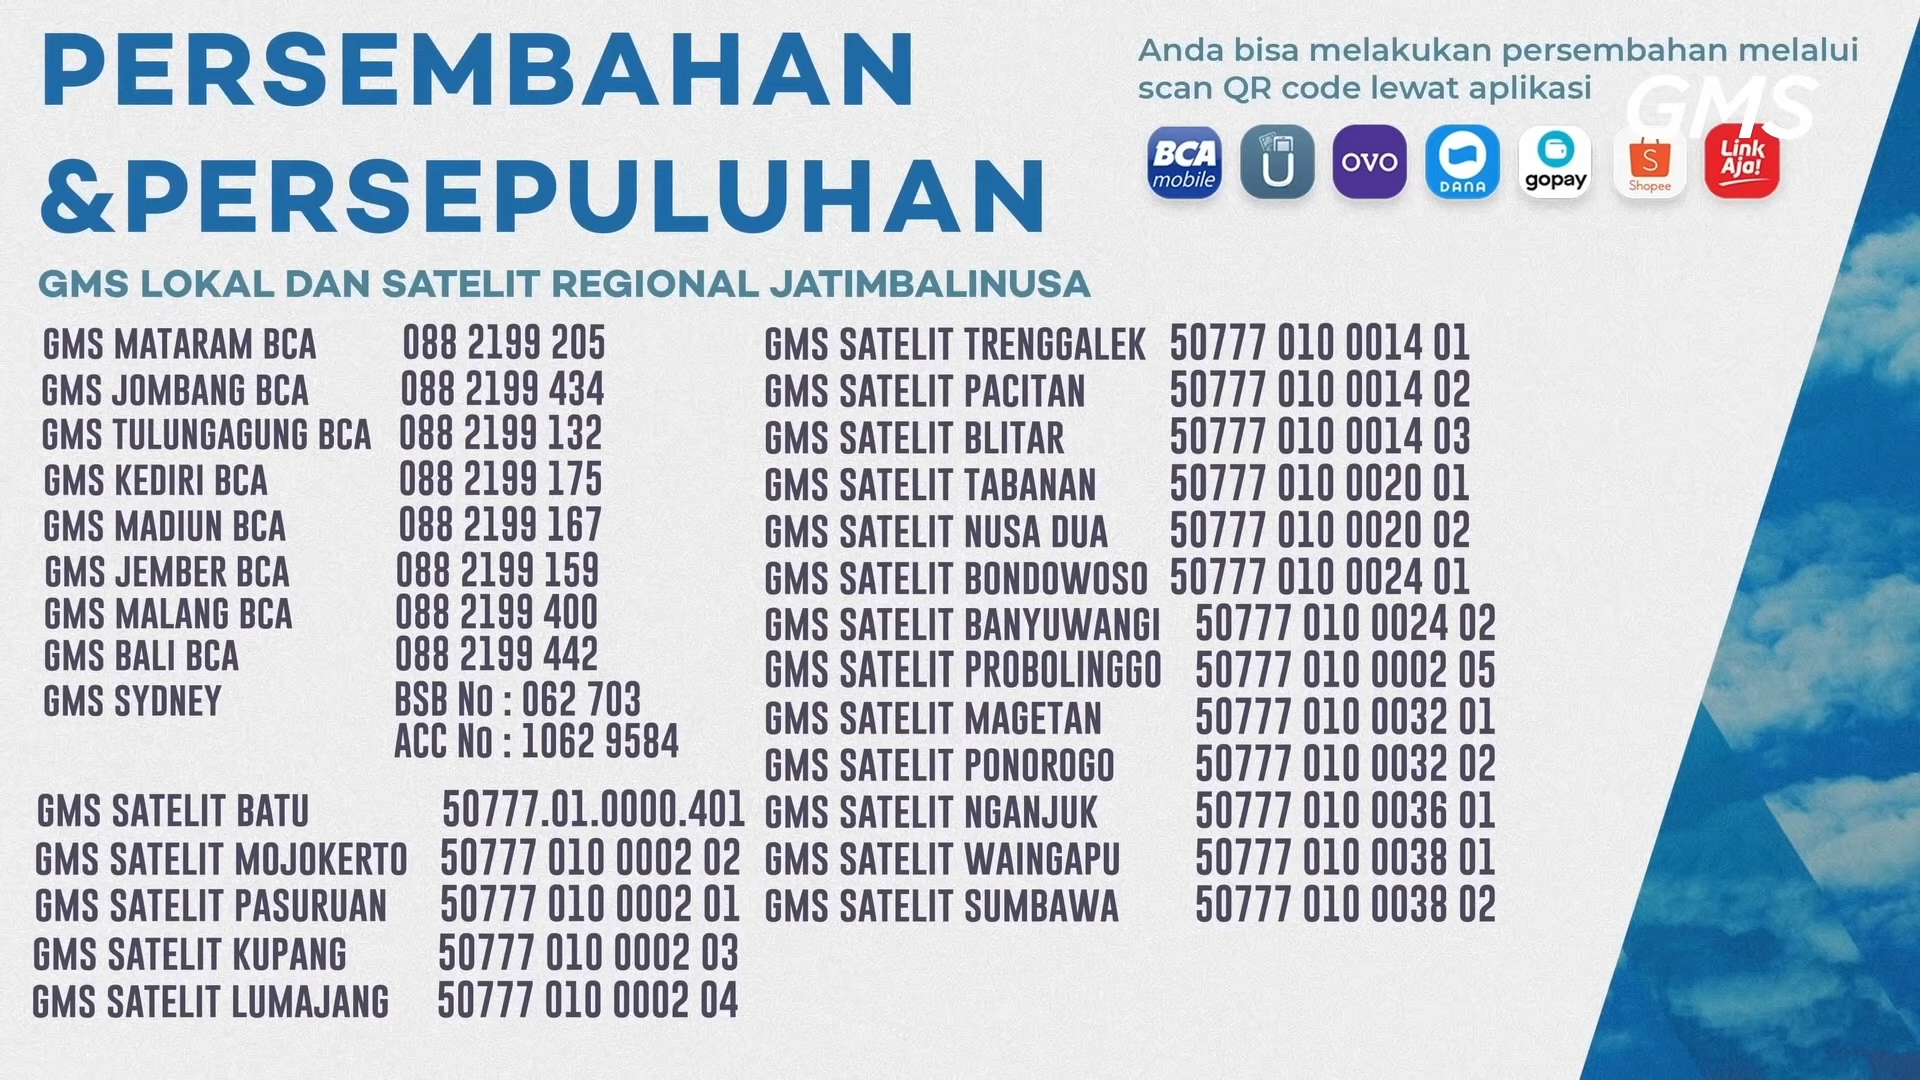 PERSEMBAHAN
&PERSEPULUHAN
Anda bisa melakukan persembahan melalui
scan QR code lewat aplikasi
GMS
BCA
mobile
U
OVO
DANA
gopay
S
Shopee
Link
Aja!
GMS LOKAL DAN SATELIT REGIONAL JATIMBALINUSA
GMS MATARAM BCA 088 2199 205
GMS JOMBANG BCA 088 2199 434
GMS TULUNGAGUNG BCA 088 2199 132
GMS KEDIRI BCA 088 2199 175
GMS MADIUN BCA 088 2199 167
GMS JEMBER BCA 088 2199 159
GMS MALANG BCA 088 2199 400
GMS BALI BCA 088 2199 442
GMS SYDNEY BSB No : 062 703
ACC No : 1062 9584
GMS SATELIT BATU 50777.01.0000.401
GMS SATELIT MOJOKERTO 50777 010 0002 02
GMS SATELIT PASURUAN 50777 010 0002 01
GMS SATELIT KUPANG 50777 010 0002 03
GMS SATELIT LUMAJANG 50777 010 0002 04
GMS SATELIT TRENGGALEK 50777 010 0014 01
GMS SATELIT PACITAN 50777 010 0014 02
GMS SATELIT BLITAR 50777 010 0014 03
GMS SATELIT TABANAN 50777 010 0020 01
GMS SATELIT NUSA DUA 50777 010 0020 02
GMS SATELIT BONDOWOSO 50777 010 0024 01
GMS SATELIT BANYUWANGI 50777 010 0024 02
GMS SATELIT PROBOLINGGO 50777 010 0002 05
GMS SATELIT MAGETAN 50777 010 0032 01
GMS SATELIT PONOROGO 50777 010 0032 02
GMS SATELIT NGANJUK 50777 010 0036 01
GMS SATELIT WAINGAPU 50777 010 0038 01
GMS SATELIT SUMBAWA 50777 010 0038 02